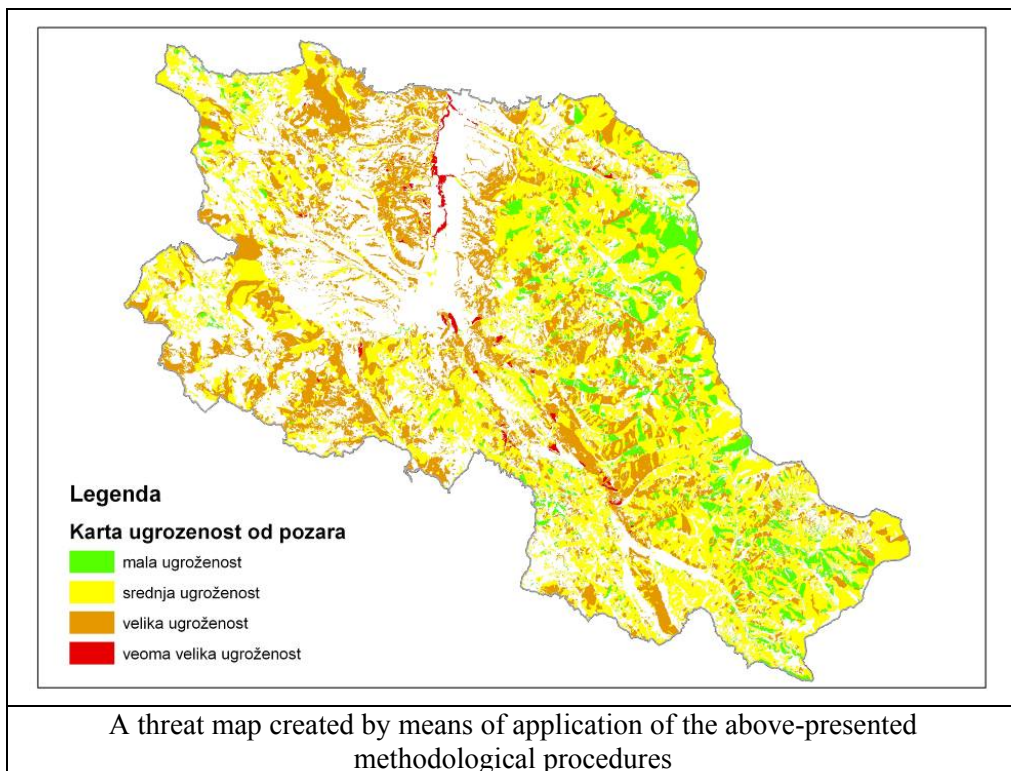 Legenda
Karta ugrozenost od pozara
mala ugroženost
srednja ugroženost
velika ugroženost
veoma velika ugroženost
A threat map created by means of application of the above-presented
methodological procedures